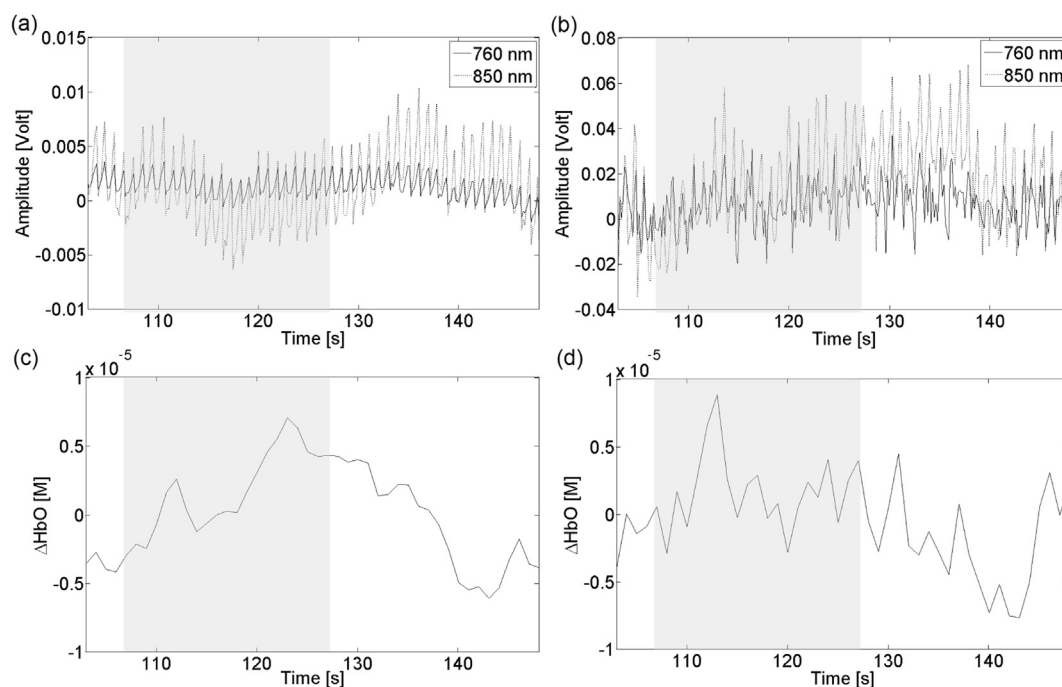 (a)
0.015
0.01
0.005
0
-0.005
-0.01
Amplitude [Volt]
110
120
130
140
Time [s]
760 nm
850 nm
(b)
0.08
0.06
0.04
0.02
0
-0.02
-0.04
Amplitude [Volt]
110
120
130
140
Time [s]
760 nm
850 nm
(c)
x 10-5
1
0.5
0
-0.5
-1
ΔHbO [M]
110
120
130
140
Time [s]
(d)
x 10-5
1
0.5
0
-0.5
-1
ΔHbO [M]
110
120
130
140
Time [s]